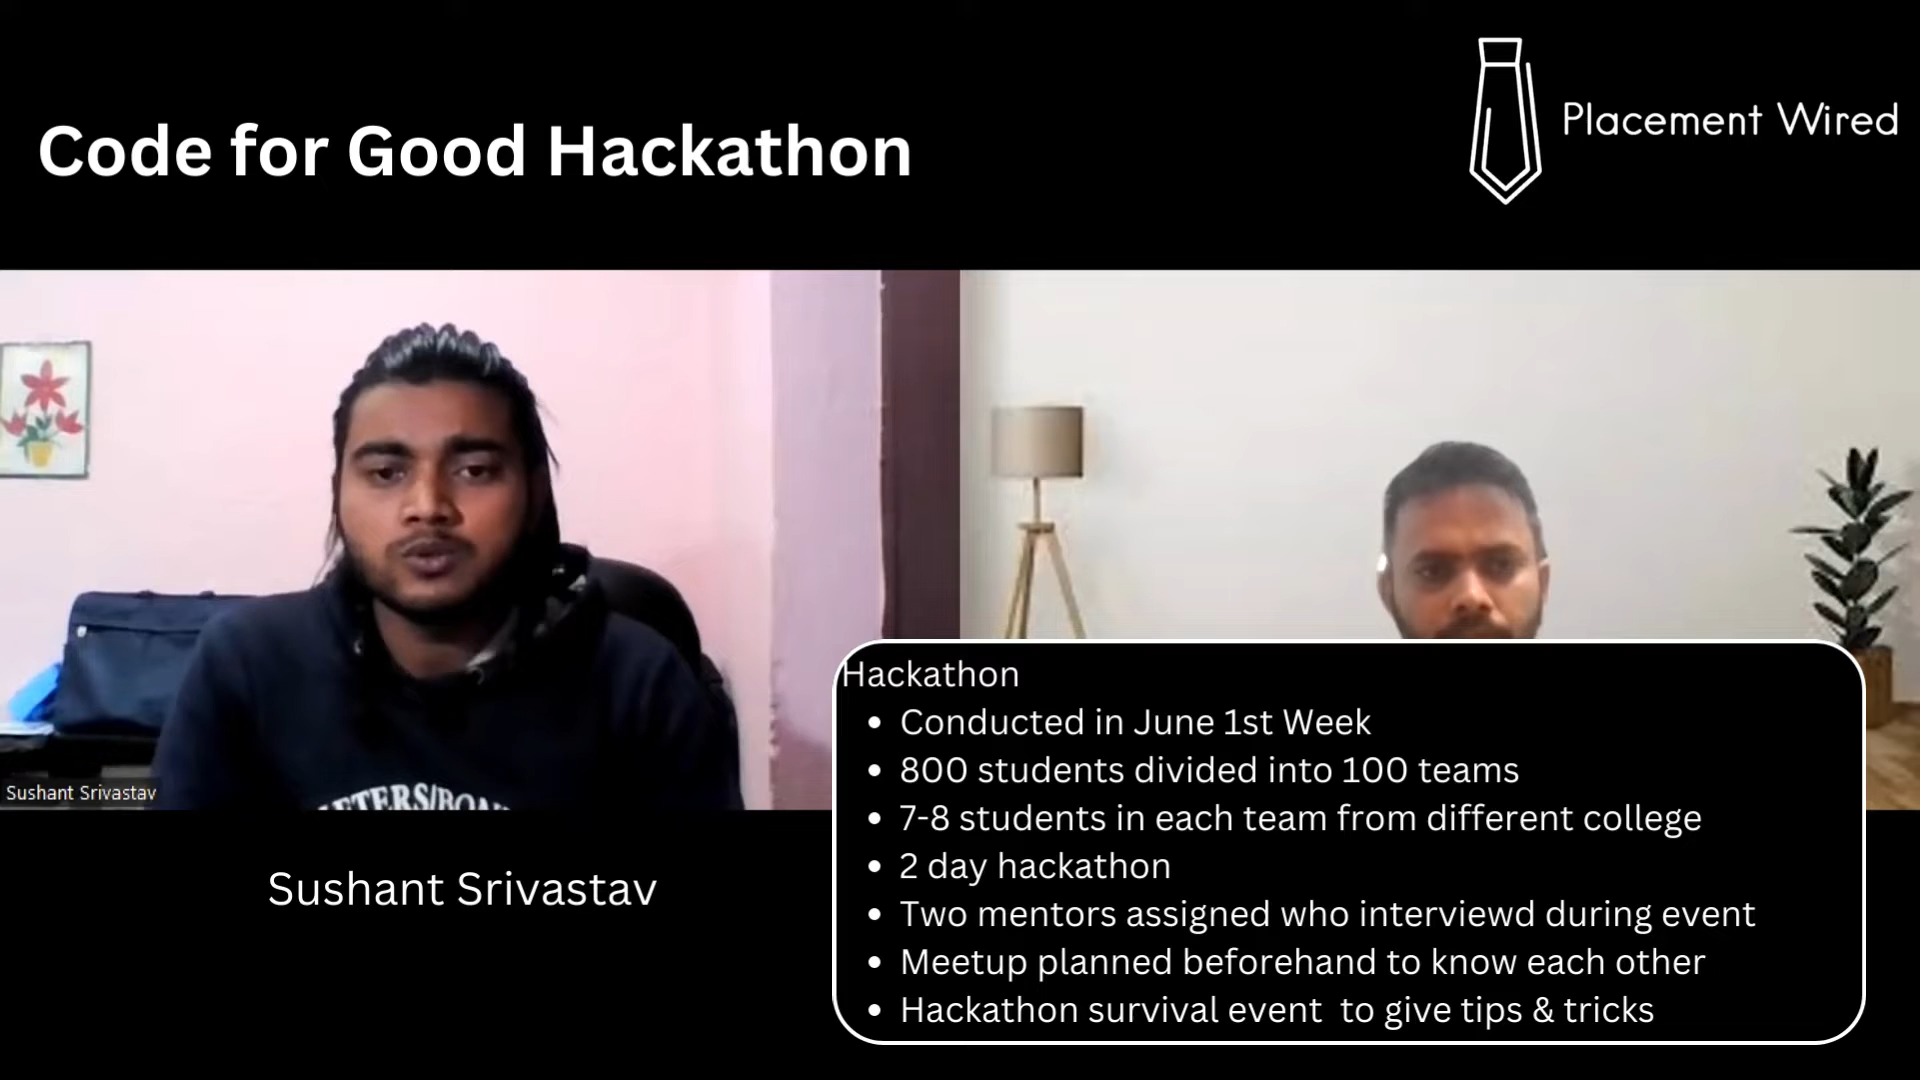 Code for Good Hackathon
Placement Wired
Sushant Srivastav
Sushant Srivastav
Hackathon
• Conducted in June 1st Week
• 800 students divided into 100 teams
• 7-8 students in each team from different college
• 2 day hackathon
• Two mentors assigned who interviewd during event
• Meetup planned beforehand to know each other
• Hackathon survival event to give tips & tricks